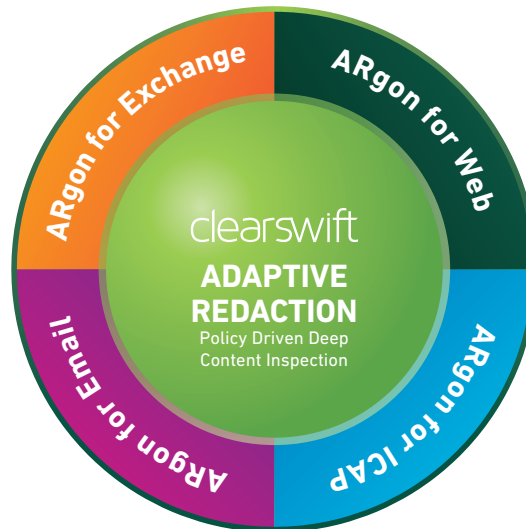 ARgon for Exchange
ARgon for Web
clearswift
ADAPTIVE
REDACTION
Policy Driven Deep
Content Inspection
ARgon for Email
ARgon for ICAP